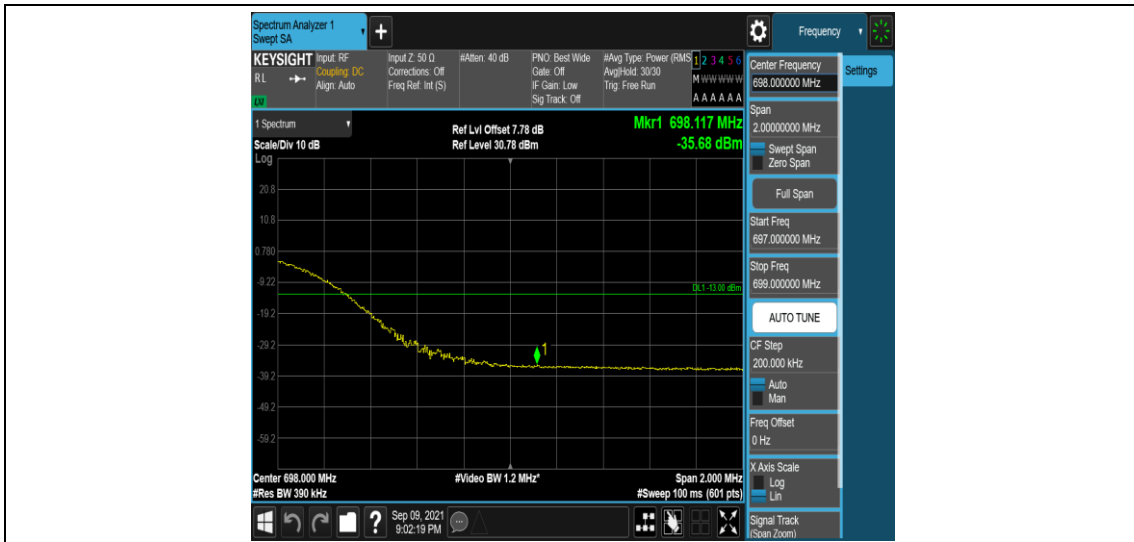 Spectrum Analyzer 1
Swept SA
+
Frequency
KEYSIGHT
RL
LXI
Input: RF
Coupling: DC
Align: Auto
Input Z: 50 Ω
Corrections: Off
Freq Ref: Int (S)
#Atten: 40 dB
PNO: Best Wide
Gate: Off
IF Gain: Low
Sig Track: Off
#Avg Type: Power (RMS
Avg|Hold: 30/30
Trig: Free Run
1 2 3 4 5 6
M W W W W W
A A A A A A
Center Frequency
698.000000 MHz
Settings
1 Spectrum
Scale/Div 10 dB
Ref Lvl Offset 7.78 dB
Ref Level 30.78 dBm
Mkr1 698.117 MHz
-35.68 dBm
Log
20.8
10.8
0.780
-9.22
-19.2
-29.2
-39.2
-49.2
-59.2
DL1 -13.00 dBm
1
Center 698.000 MHz
#Res BW 390 kHz
#Video BW 1.2 MHz*
Span 2.000 MHz
#Sweep 100 ms (601 pts)
Span
2.00000000 MHz
Swept Span
Zero Span
Full Span
Start Freq
697.000000 MHz
Stop Freq
699.000000 MHz
AUTO TUNE
CF Step
200.000 kHz
Auto
Man
Freq Offset
0 Hz
X Axis Scale
Log
Lin
Signal Track
(Span Zoom)
?
Sep 09, 2021
9:02:19 PM